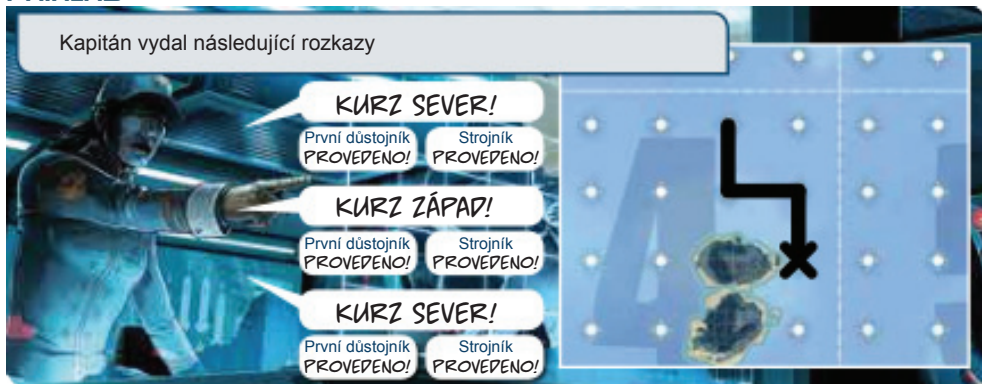 Kapitán vydal následující rozkazy
KURZ SEVER!
První důstojník Strojník
PROVEDENO! PROVEDENO!
KURZ ZÁPAD!
První důstojník Strojník
PROVEDENO! PROVEDENO!
KURZ SEVER!
První důstojník Strojník
PROVEDENO! PROVEDENO!
4